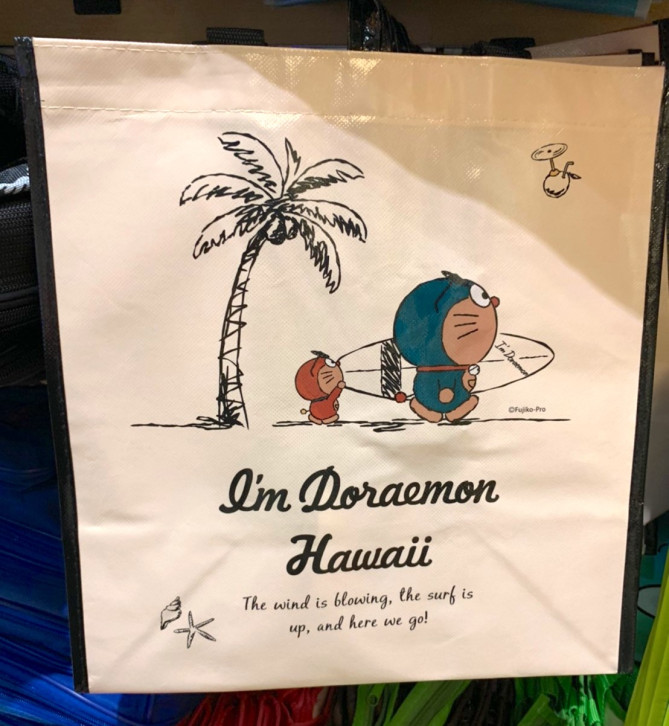 I'm Doraemon
©Fujiko-Pro
I'm Doraemon
Hawaii
The wind is blowing, the surf is
up, and here we go!